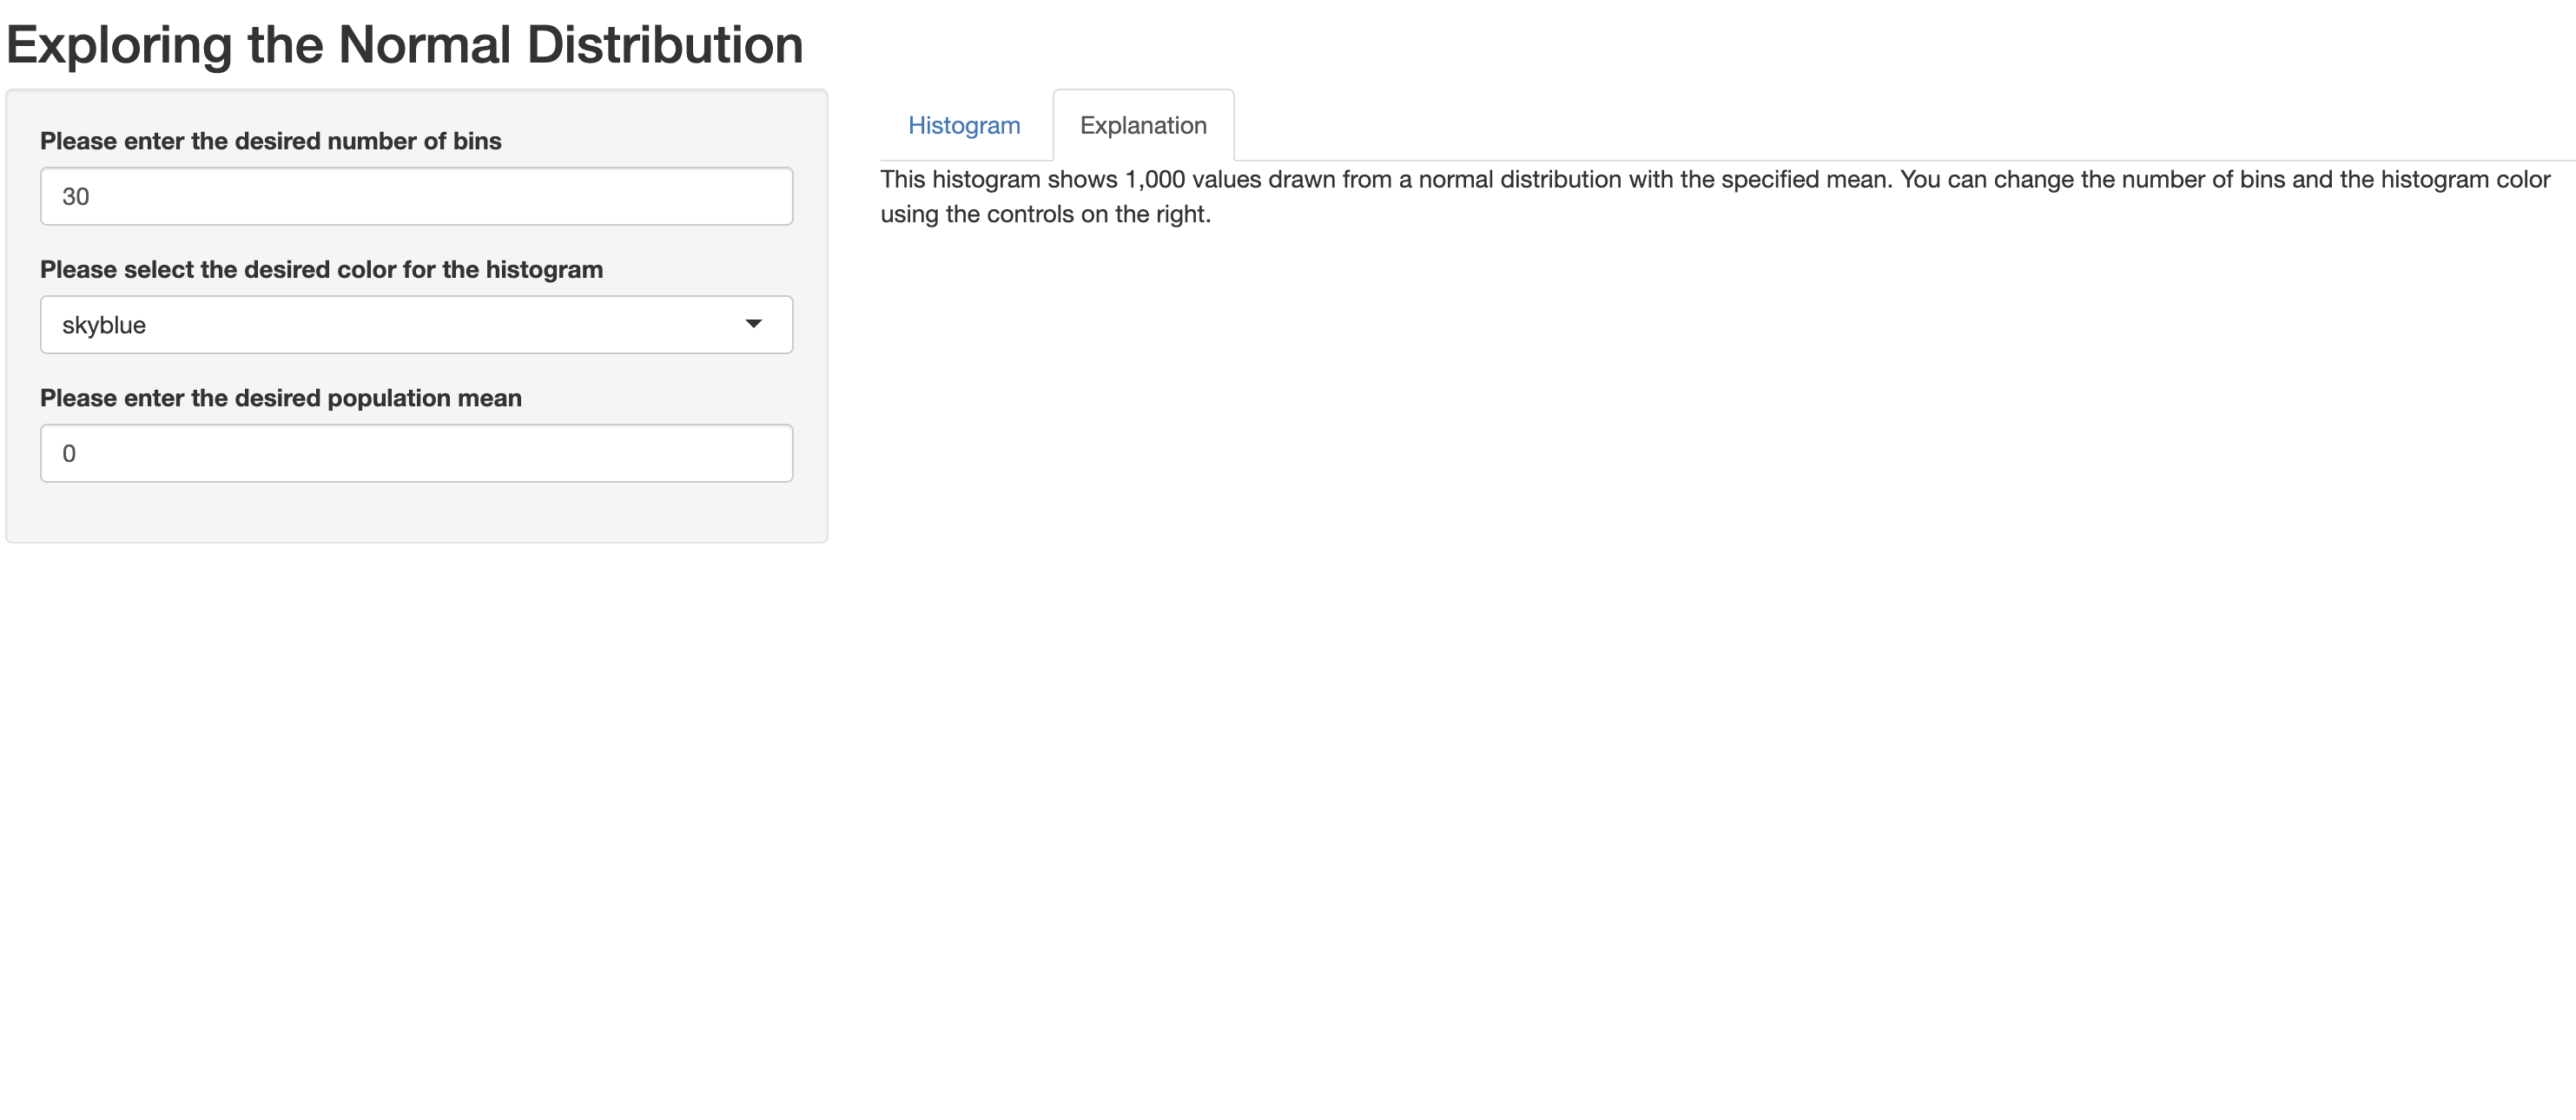 Exploring the Normal Distribution
Please enter the desired number of bins
30
Please select the desired color for the histogram
skyblue
Please enter the desired population mean
0
Histogram
Explanation
This histogram shows 1,000 values drawn from a normal distribution with the specified mean. You can change the number of bins and the histogram color
using the controls on the right.